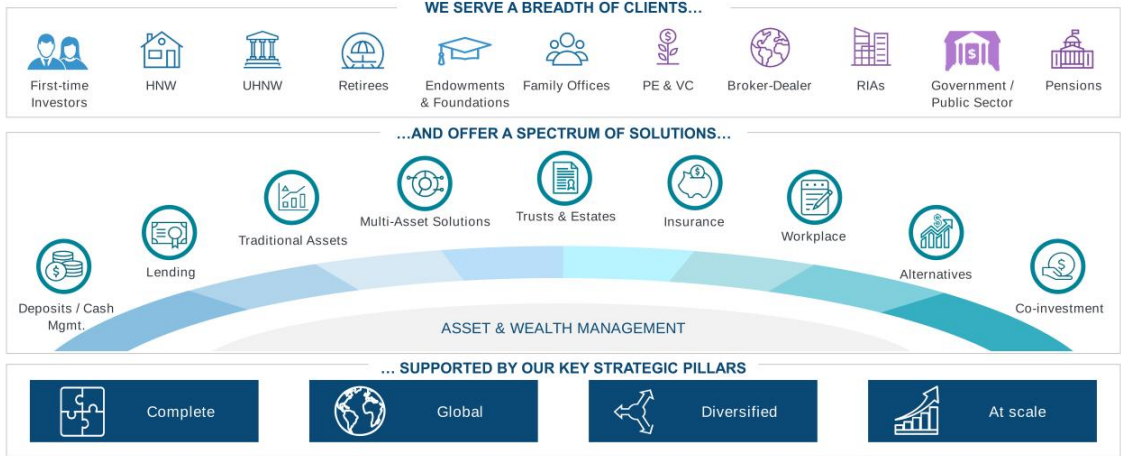 WE SERVE A BREADTH OF CLIENTS…
First-time
Investors
HNW
UHNW
Retirees
Endowments
& Foundations
Family Offices
PE & VC
Broker-Dealer
RIAs
Government /
Public Sector
Pensions
…AND OFFER A SPECTRUM OF SOLUTIONS…
Deposits / Cash
Mgmt.
Lending
Traditional Assets
Multi-Asset Solutions
Trusts & Estates
Insurance
Workplace
Alternatives
Co-investment
ASSET & WEALTH MANAGEMENT
… SUPPORTED BY OUR KEY STRATEGIC PILLARS
Complete
Global
Diversified
At scale